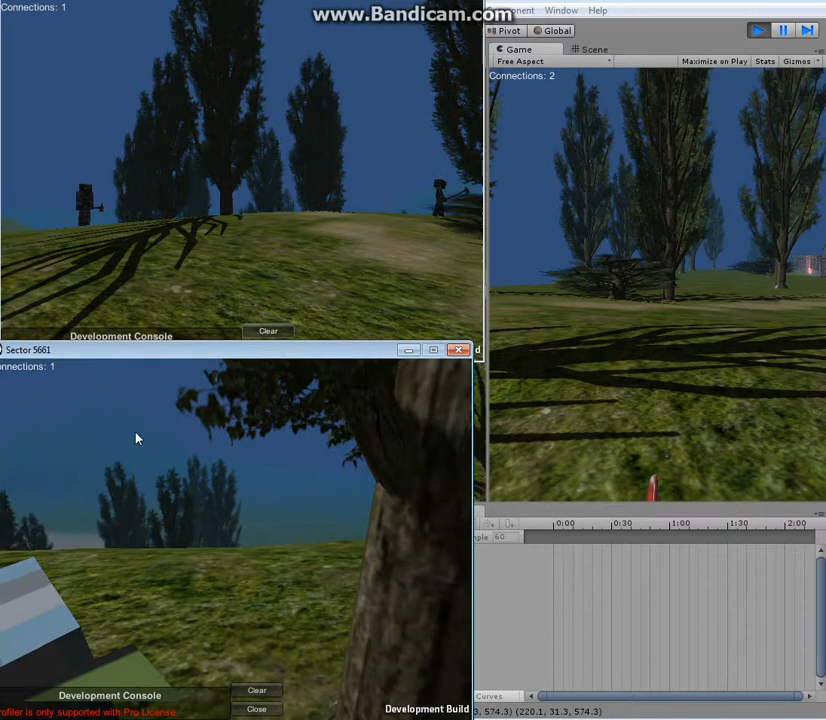 Connections: 1
www.Bandicam.com
Component Window Help
Pivot Global
Game Scene
Free Aspect Maximize on Play Stats Gizmos
Connections: 2
Development Console Clear
Sector 5661
onnections: 1
d
0:00 0:30 1:00 1:30 2:00
ple 60
Clear
Development Console
rofiler is only supported with Pro License
Close
Development Build
Curves
3, 574.3) (220.1, 31.3, 574.3)